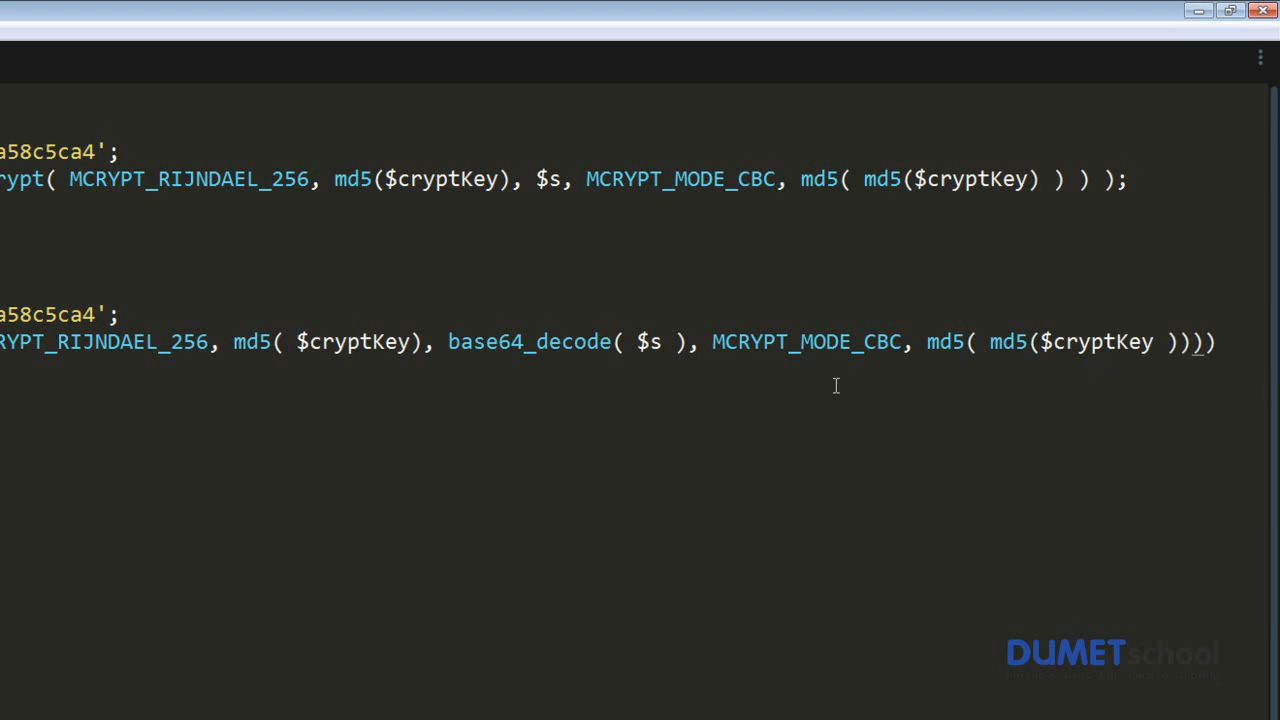 a58c5ca4';
rypt( MCRYPT_RIJNDAEL_256, md5($cryptKey), $s, MCRYPT_MODE_CBC, md5( md5($cryptKey) ) ) );
a58c5ca4';
RYPT_RIJNDAEL_256, md5( $cryptKey), base64_decode( $s ), MCRYPT_MODE_CBC, md5( md5($cryptKey ))))
DUMETschool